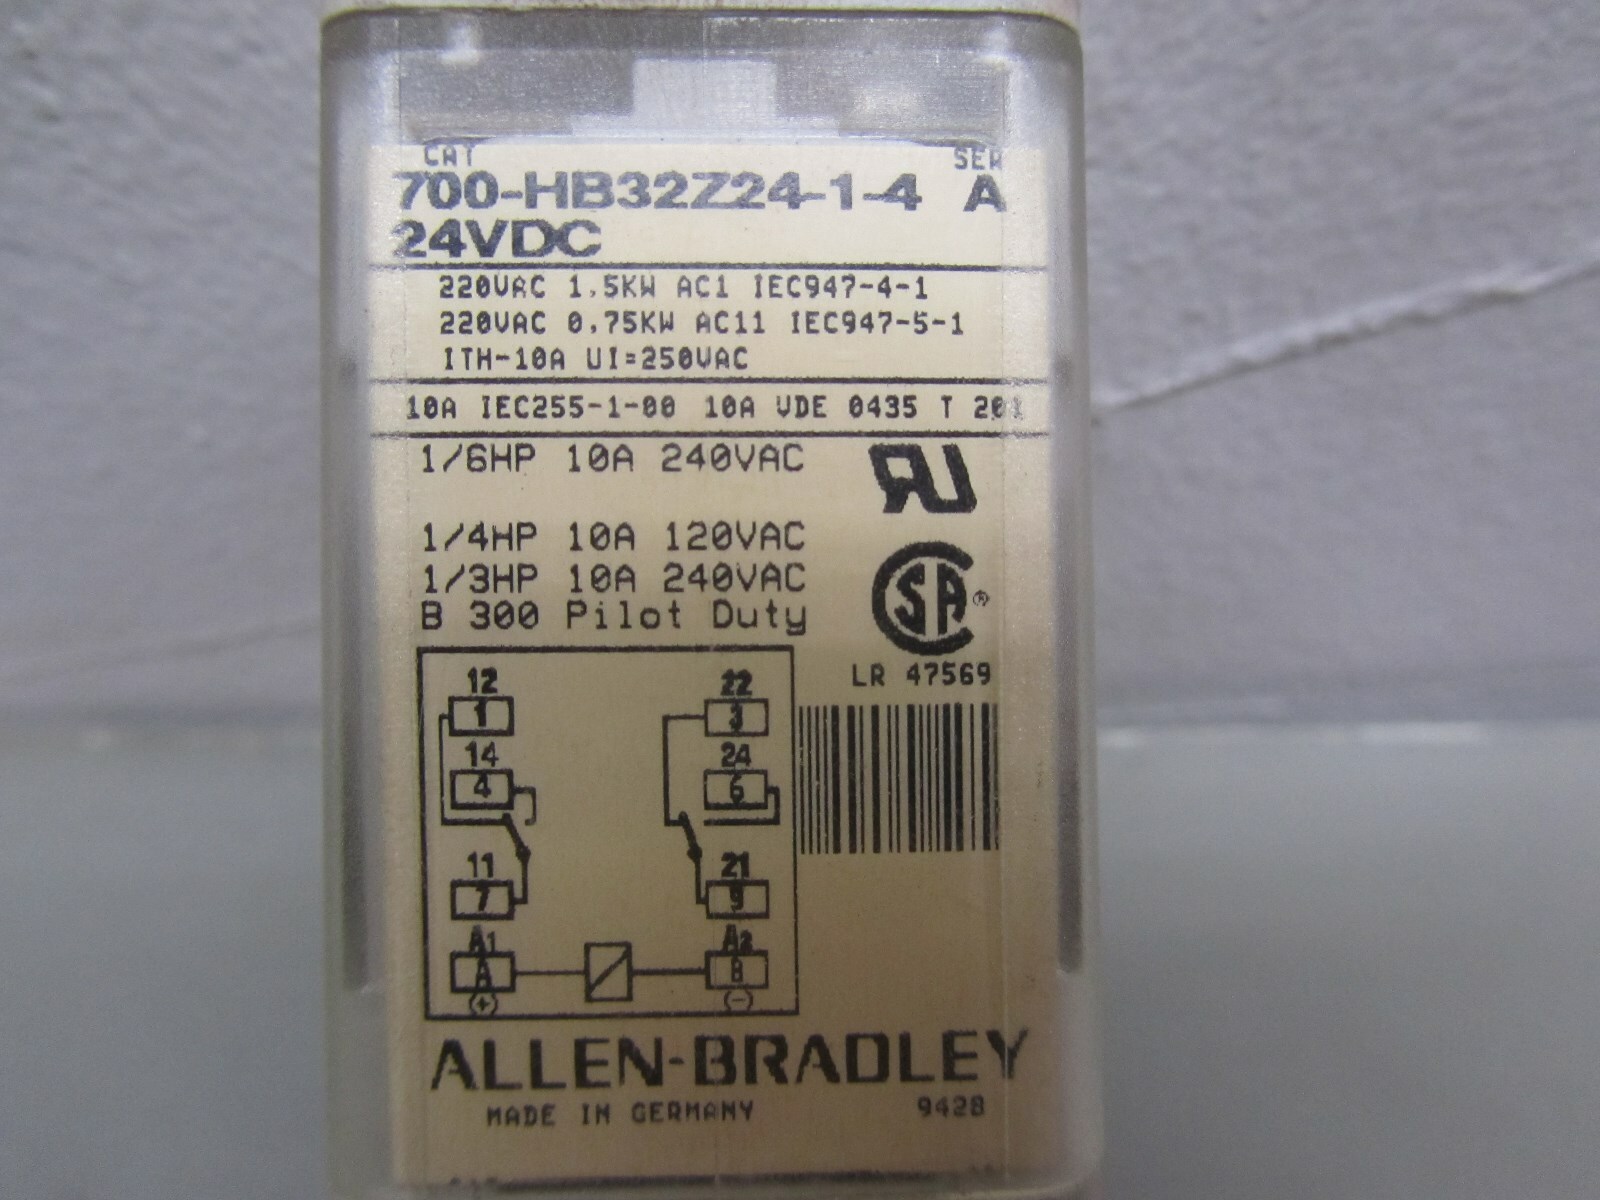 CAT SER
700-HB32Z24-1-4 A
24VDC
220VAC 1,5KW AC1 IEC947-4-1
220VAC 0,75KW AC11 IEC947-5-1
ITH-10A UI=250VAC
10A IEC255-1-00 10A VDE 0435 T 201
1/6HP 10A 240VAC
RU
1/4HP 10A 120VAC
1/3HP 10A 240VAC
B 300 Pilot Duty
SA®
LR 47569
12 22
1 3
14 24
4 6
11 21
7 9
A1 A2
A B
(+) (-)
ALLEN-BRADLEY
MADE IN GERMANY 9428